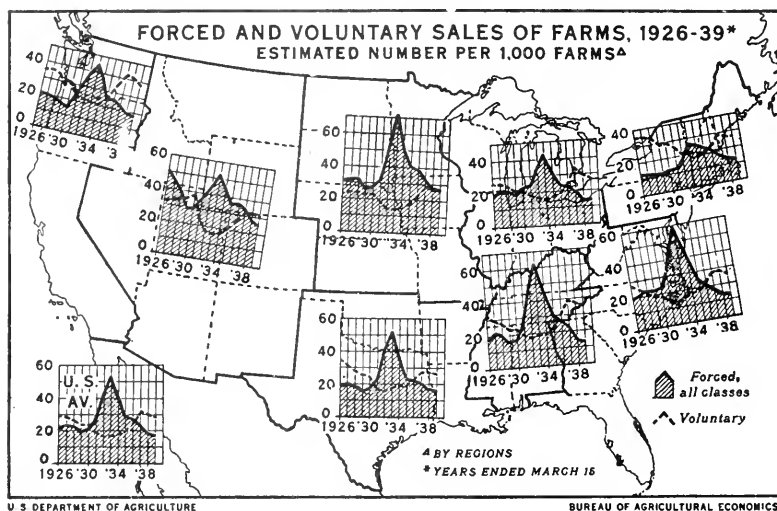 FORCED AND VOLUNTARY SALES OF FARMS, 1926-39*
ESTIMATED NUMBER PER 1,000 FARMS△
40
20
0
1926 '30 '34 '3
60
40
20
0
1926 '30 '34 '38
60
40
20
0
1926 '30 '34 '38
40
20
0
1926 '30 '34 '38
40
20
0
1926 '30 '34 '38
60
40
20
0
1926 '30 '34 '38
60
40
20
0
1926 '30 '34 '38
60
40
20
0
1926 '30 '34 '38
60
40
20
0
U. S.
AV.
1926 '30 '34 '38
Forced,
all classes
Voluntary
△ BY REGIONS
* YEARS ENDED MARCH 15
U. S. DEPARTMENT OF AGRICULTURE
BUREAU OF AGRICULTURAL ECONOMICS